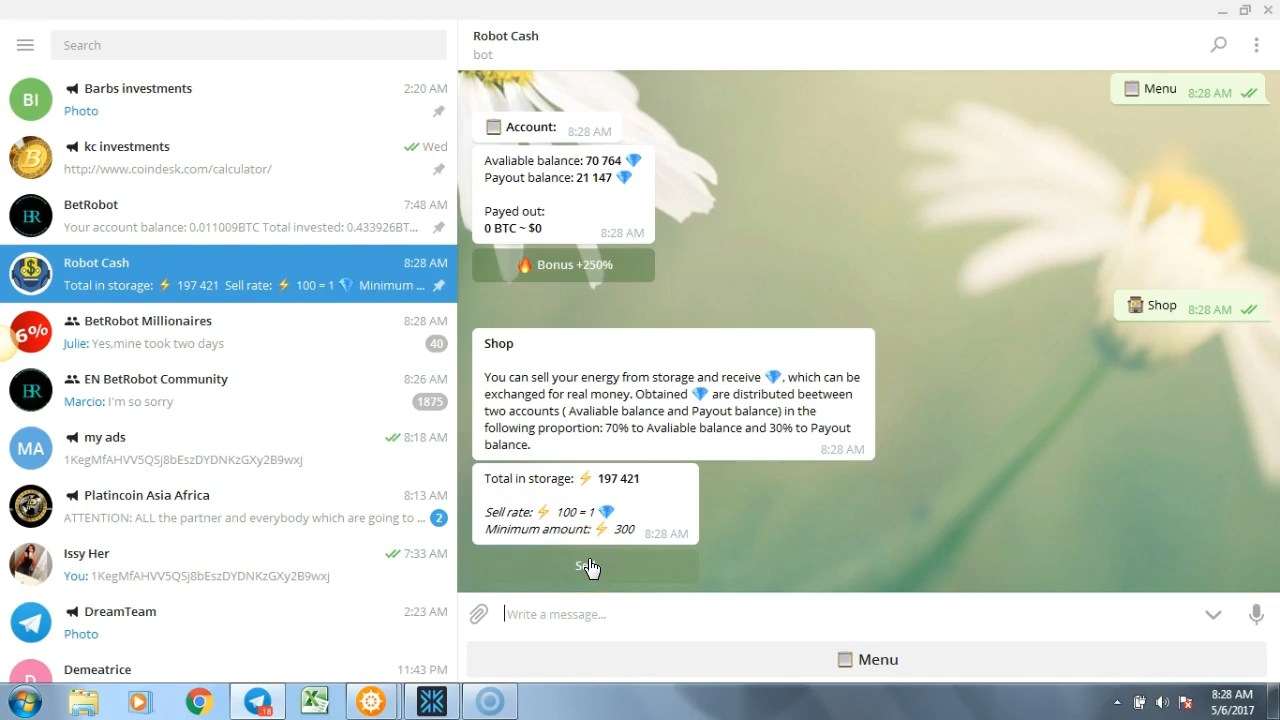 Search
Barbs investments 2:20 AM
BI
Photo
kc investments Wed
http://www.coindesk.com/calculator/
BetRobot 7:48 AM
BR
Your account balance: 0.011009BTC Total invested: 0.433926BT...
Robot Cash 8:28 AM
Total in storage: ⚡ 197 421 Sell rate: ⚡ 100 = 1 💎 Minimum ...
BetRobot Millionaires 8:28 AM
6%
Julie: Yes,mine took two days 40
EN BetRobot Community 8:26 AM
BR
Marcio: I'm so sorry 1875
my ads 8:18 AM
MA
1KegMfAHVV5QSj8bEszDYDNKzGXy2B9wxj
Platincoin Asia Africa 8:13 AM
ATTENTION: ALL the partner and everybody which are going to ... 2
Issy Her 7:33 AM
You: 1KegMfAHVV5QSj8bEszDYDNKzGXy2B9wxj
DreamTeam 2:23 AM
Photo
Demeatrice 11:43 PM
D
Robot Cash
bot
Menu 8:28 AM
Account: 8:28 AM
Avaliable balance: 70 764 💎
Payout balance: 21 147 💎
Payed out:
0 BTC ~ $0 8:28 AM
🔥 Bonus +250%
Shop 8:28 AM
Shop
You can sell your energy from storage and receive 💎, which can be
exchanged for real money. Obtained 💎 are distributed beetween
two accounts ( Avaliable balance and Payout balance) in the
following proportion: 70% to Avaliable balance and 30% to Payout
balance. 8:28 AM
Total in storage: ⚡ 197 421
Sell rate: ⚡ 100 = 1 💎
Minimum amount: ⚡ 300 8:28 AM
Write a message...
Menu
18
8:28 AM
5/6/2017